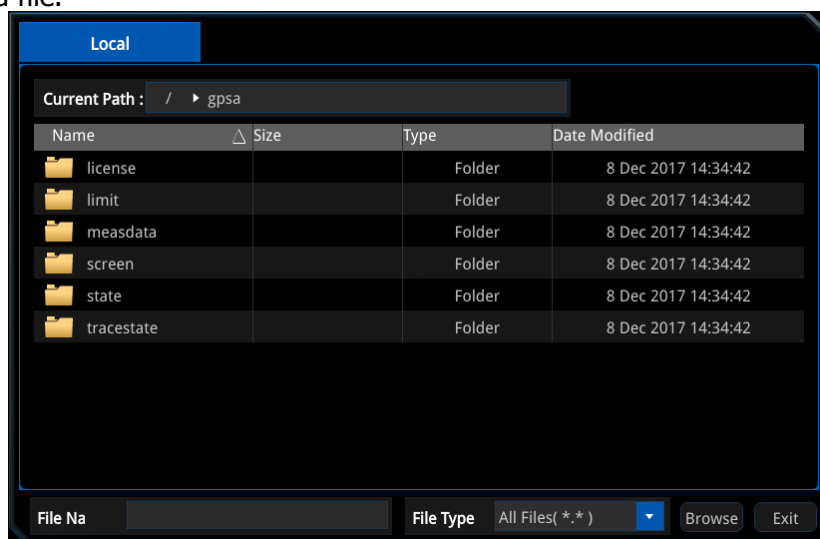 Local
Current Path : / gpsa
Name Size Type Date Modified
license Folder 8 Dec 2017 14:34:42
limit Folder 8 Dec 2017 14:34:42
measdata Folder 8 Dec 2017 14:34:42
screen Folder 8 Dec 2017 14:34:42
state Folder 8 Dec 2017 14:34:42
tracestate Folder 8 Dec 2017 14:34:42
File Na File Type All Files( *.* ) Browse Exit